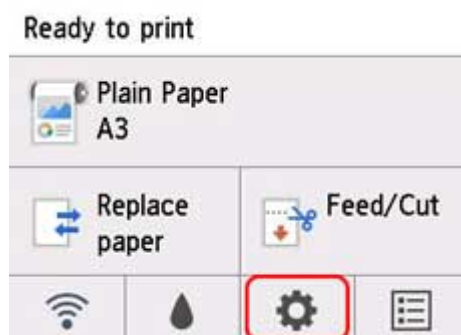 Ready to print
Plain Paper
A3
Replace
paper
Feed/Cut